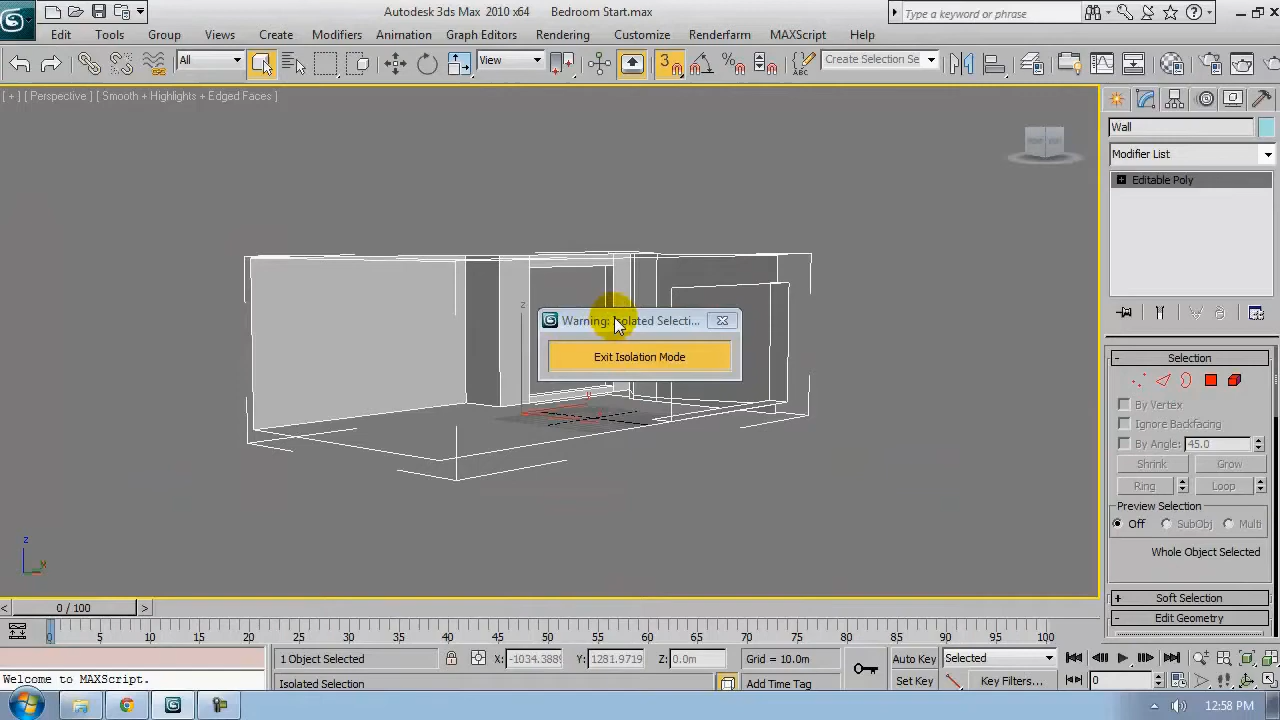 Autodesk 3ds Max 2010 x64 Bedroom Start.max
Type a keyword or phrase
Edit Tools Group Views Create Modifiers Animation Graph Editors Rendering Customize Renderfarm MAXScript Help
All View 3 Create Selection Se
[ + ] [ Perspective ] [ Smooth + Highlights + Edged Faces ]
Wall
Modifier List
Editable Poly
z
Warning: Isolated Selecti...
Exit Isolation Mode
Selection
By Vertex
Ignore Backfacing
By Angle: 45.0
Shrink Grow
Ring Loop
Preview Selection
Off SubObj Multi
Whole Object Selected
Soft Selection
Edit Geometry
z
x
< 0 / 100 >
0 5 10 15 20 25 30 35 40 45 50 55 60 65 70 75 80 85 90 95 100
1 Object Selected X: -1034.3889 Y: 1281.9719 Z: 0.0m Grid = 10.0m Auto Key Selected
Welcome to MAXScript. Isolated Selection Add Time Tag Set Key Key Filters... 0
12:58 PM